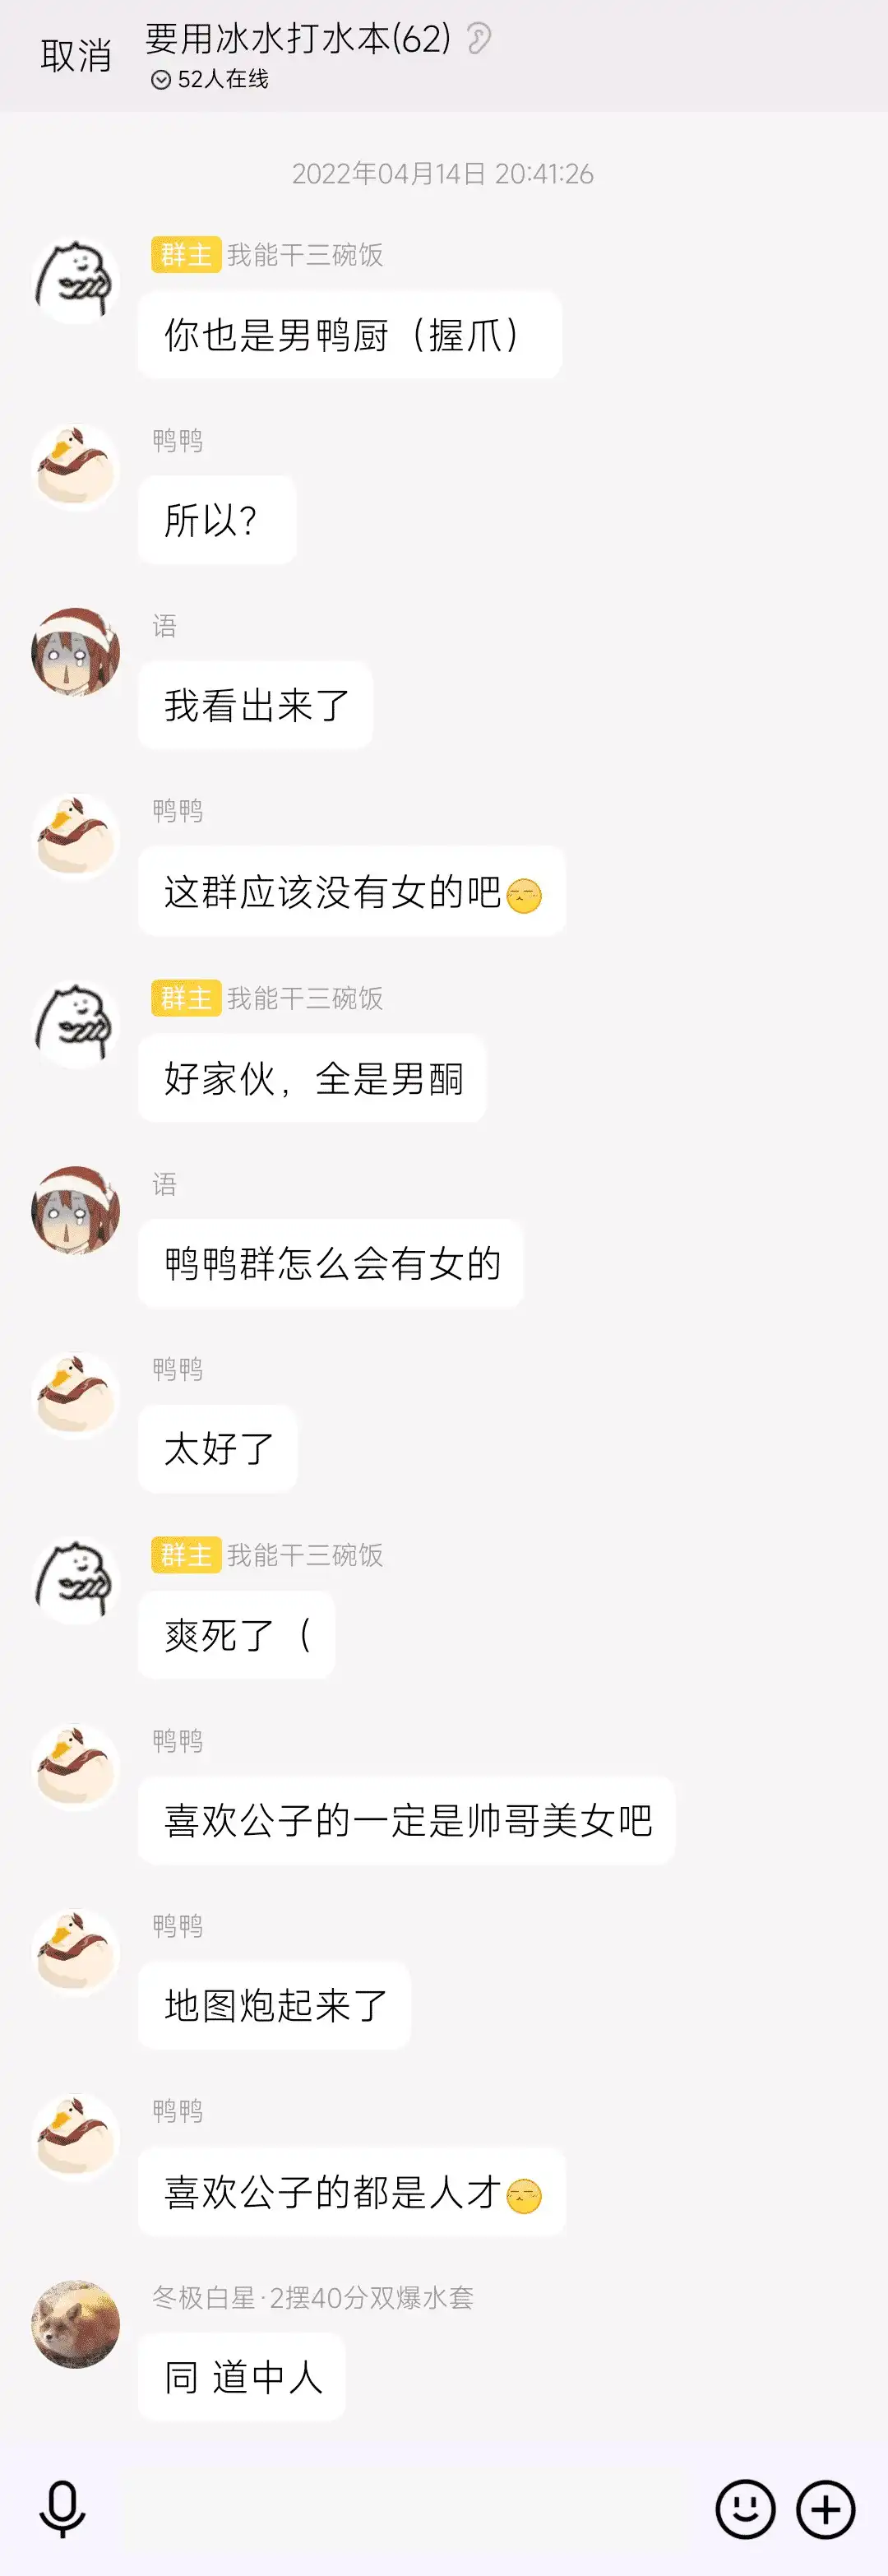 取消
要用冰水打水本(62)
52人在线
2022年04月14日 20:41:26
群主 我能干三碗饭
你也是男鸭厨（握爪）
鸭鸭
所以？
语
我看出来了
鸭鸭
这群应该没有女的吧
群主 我能干三碗饭
好家伙，全是男酮
语
鸭鸭群怎么会有女的
鸭鸭
太好了
群主 我能干三碗饭
爽死了（
鸭鸭
喜欢公子的一定是帅哥美女吧
鸭鸭
地图炮起来了
鸭鸭
喜欢公子的都是人才
冬极白星·2摆40分双爆水套
同 道中人